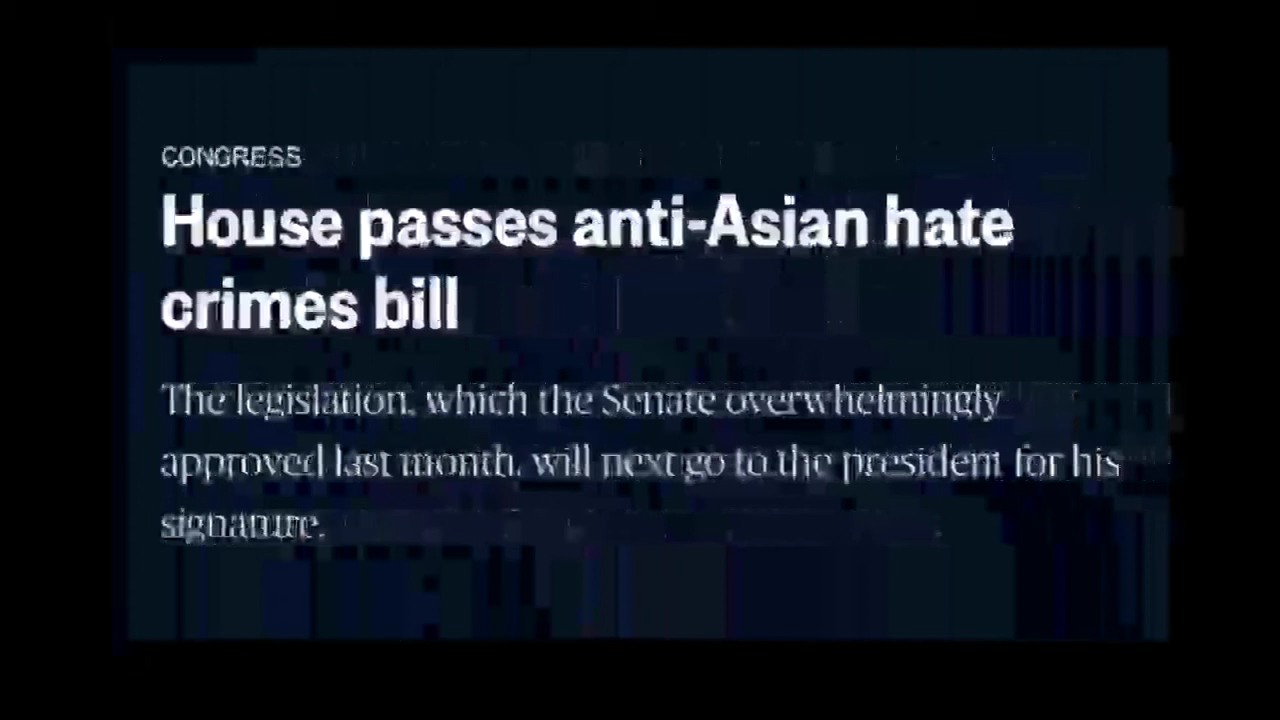 CONGRESS
House passes anti-Asian hate
crimes bill
The legislation, which the Senate overwhelmingly
approved last month, will next go to the president for his
signature.